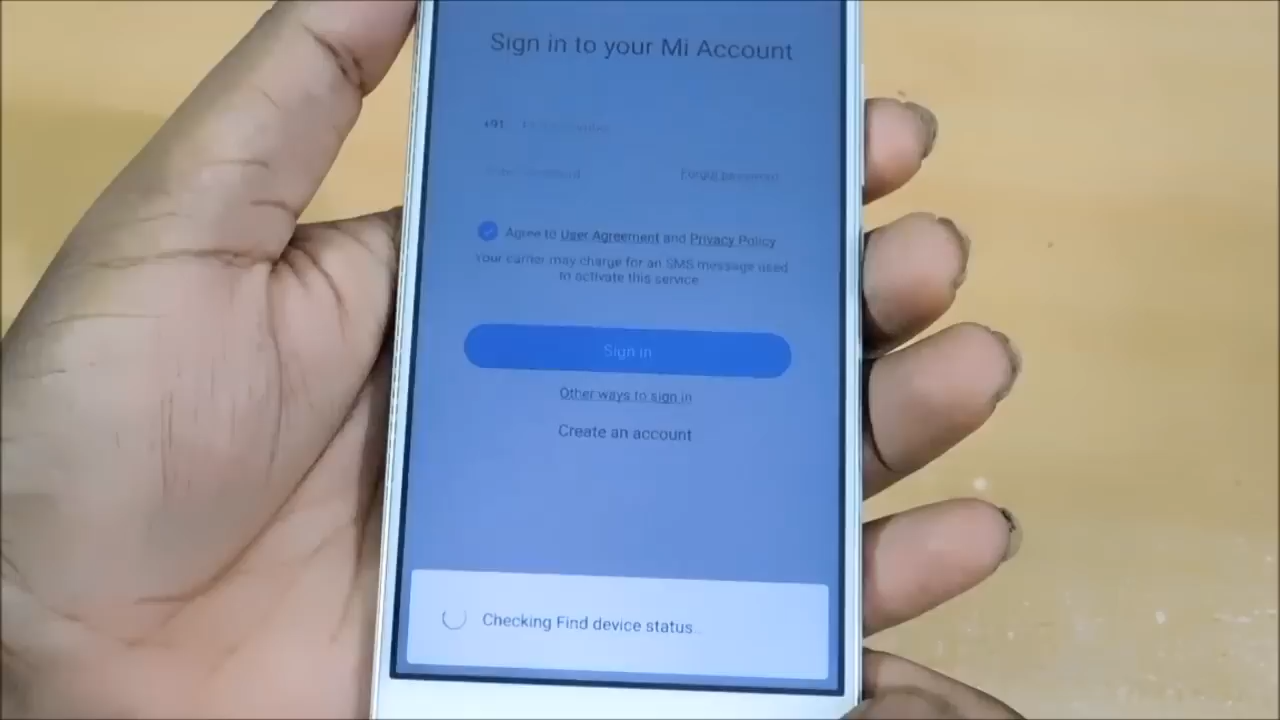 Sign in to your Mi Account
+91
Forgot password
Agree to User Agreement and Privacy Policy
Your carrier may charge for an SMS message used
to activate this service
Sign in
Other ways to sign in
Create an account
Checking Find device status..